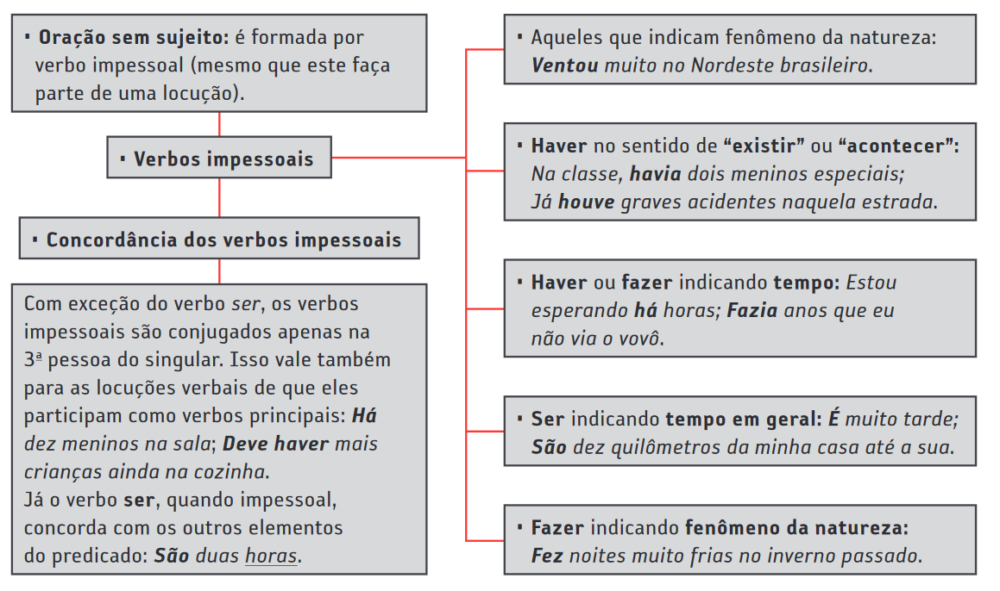 · Oração sem sujeito: é formada por
verbo impessoal (mesmo que este faça
parte de uma locução).
· Verbos impessoais
· Concordância dos verbos impessoais
Com exceção do verbo ser, os verbos
impessoais são conjugados apenas na
3ª pessoa do singular. Isso vale também
para as locuções verbais de que eles
participam como verbos principais: Há
dez meninos na sala; Deve haver mais
crianças ainda na cozinha.
Já o verbo ser, quando impessoal,
concorda com os outros elementos
do predicado: São duas horas.
· Aqueles que indicam fenômeno da natureza:
Ventou muito no Nordeste brasileiro.
· Haver no sentido de “existir” ou “acontecer”:
Na classe, havia dois meninos especiais;
Já houve graves acidentes naquela estrada.
· Haver ou fazer indicando tempo: Estou
esperando há horas; Fazia anos que eu
não via o vovô.
· Ser indicando tempo em geral: É muito tarde;
São dez quilômetros da minha casa até a sua.
· Fazer indicando fenômeno da natureza:
Fez noites muito frias no inverno passado.